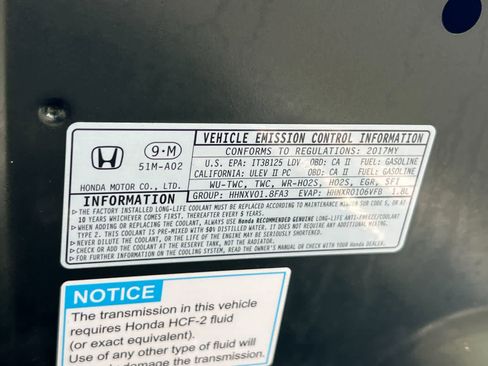 9-M
51M-A02
HONDA MOTOR CO., LTD.
VEHICLE EMISSION CONTROL INFORMATION
CONFORMS TO REGULATIONS: 2017MY
U.S. EPA: IT3B125 LDV OBD: CA II FUEL: GASOLINE
CALIFORNIA: ULEV II PC OBD: CA II FUEL: GASOLINE
WU-TWC, TWC, WR-HO2S, HO2S, EGR, SFI
GROUP: HHNXV01.8FA3 EVAP: HHNXR0106VFB 1.8L
INFORMATION
▷THE FACTORY INSTALLED LONG-LIFE COOLANT MUST BE REPLACED ACCORDING TO MAINTENANCE MINDER SUB CODE 5, OR AT
10 YEARS WHICHEVER COMES FIRST. THEREAFTER EVERY 5 YEARS.
▷WHEN ADDING OR REPLACING THE COOLANT, ALWAYS USE Honda RECOMMENDED GENUINE LONG-LIFE ANTI-FREEZE/COOLANT
TYPE 2. THIS COOLANT IS PRE-MIXED WITH 50% DISTILLED WATER. IT DOES NOT REQUIRE ANY ADDITIONAL MIXING.
▷NEVER DILUTE THE COOLANT, OR THE LIFE OF THE ENGINE MAY BE SERIOUSLY SHORTENED.
▷CHECK AND ADD COOLANT AT THE RESERVE TANK, NOT THE RADIATOR.
▷FOR FURTHER INFORMATION ON THE COOLING SYSTEM, READ THE OWNER'S MANUAL OR CHECK WITH YOUR Honda DEALER.
NOTICE
The transmission in this vehicle
requires Honda HCF-2 fluid
(or exact equivalent).
Use of any other type of fluid will
damage the transmission.